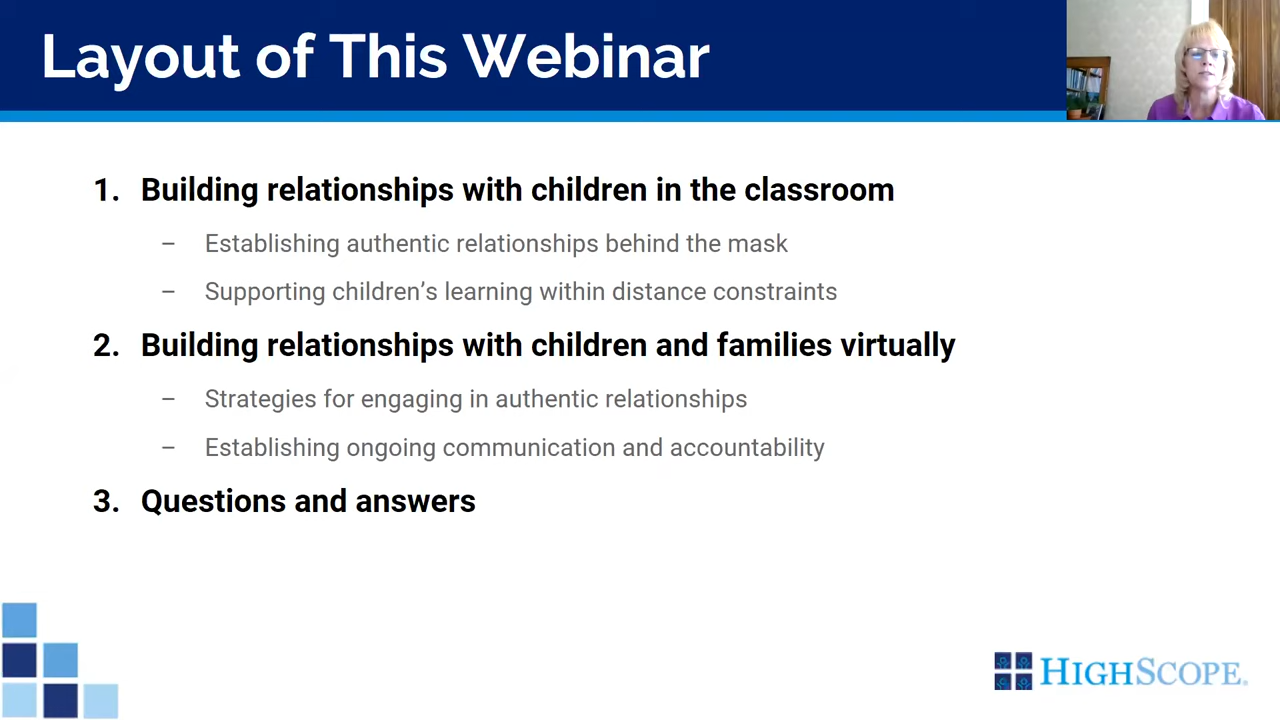 Layout of This Webinar
1. Building relationships with children in the classroom
– Establishing authentic relationships behind the mask
– Supporting children’s learning within distance constraints
2. Building relationships with children and families virtually
– Strategies for engaging in authentic relationships
– Establishing ongoing communication and accountability
3. Questions and answers
HIGHSCOPE®